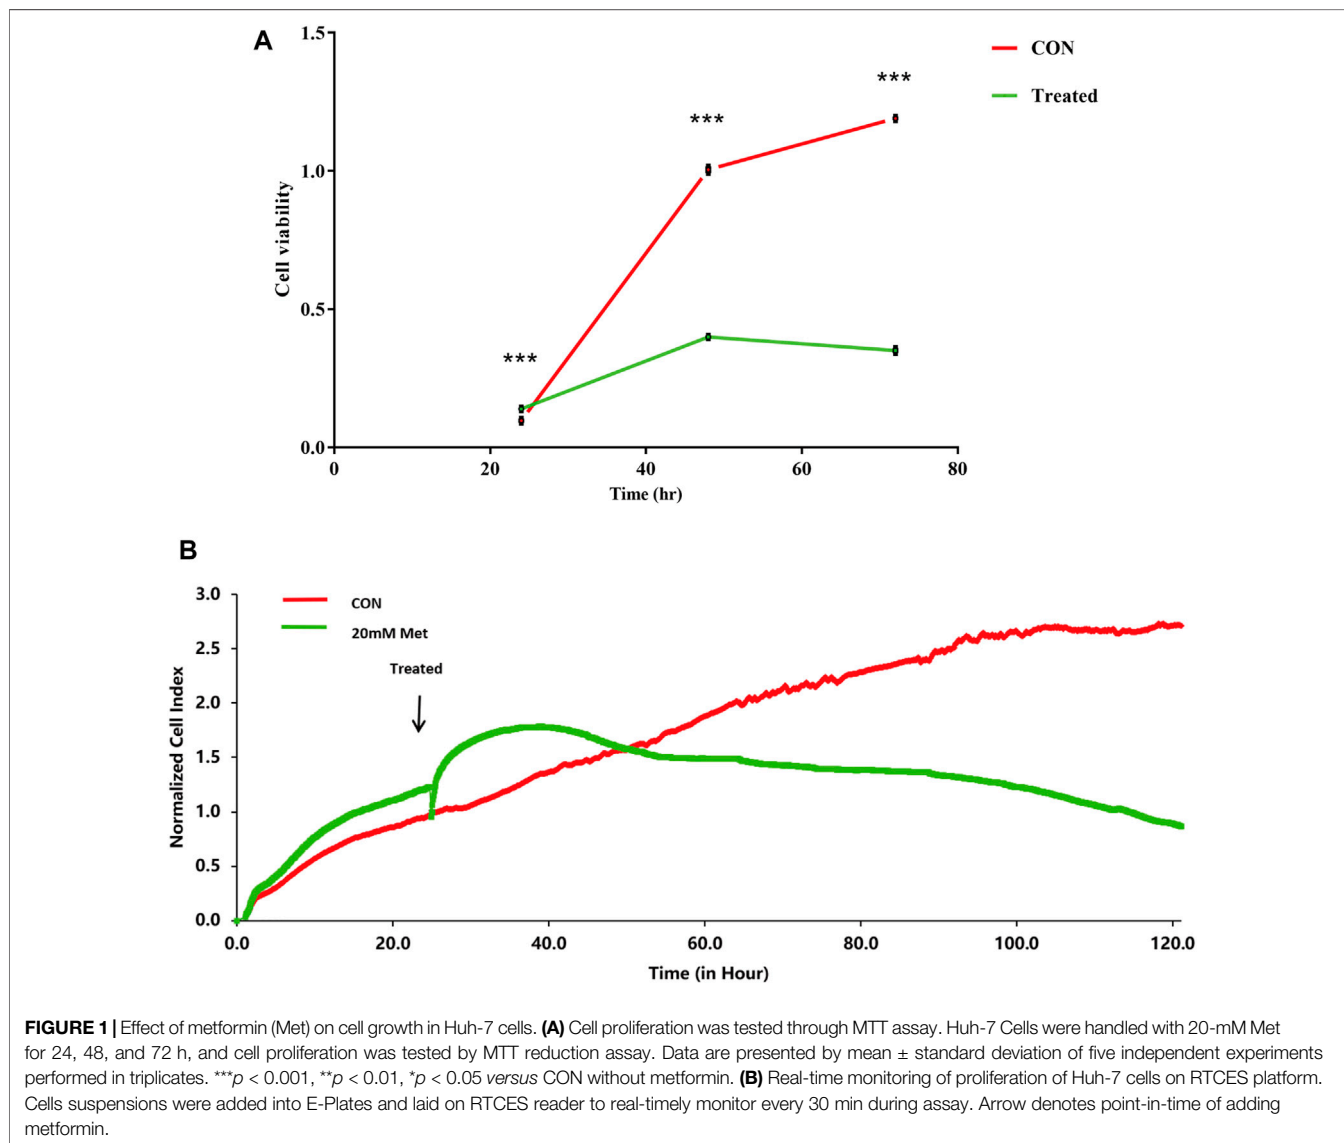 A
1.5
1.0
0.5
0.0
Cell viability
***
***
***
CON
Treated
0
20
40
60
80
Time (hr)
B
3.0
2.5
2.0
1.5
1.0
0.5
0.0
Normalized Cell Index
CON
20mM Met
Treated
0.0
20.0
40.0
60.0
80.0
100.0
120.0
Time (in Hour)
FIGURE 1 | Effect of metformin (Met) on cell growth in Huh-7 cells. (A) Cell proliferation was tested through MTT assay. Huh-7 Cells were handled with 20-mM Met
for 24, 48, and 72 h, and cell proliferation was tested by MTT reduction assay. Data are presented by mean ± standard deviation of five independent experiments
performed in triplicates. ***p < 0.001, **p < 0.01, *p < 0.05 versus CON without metformin. (B) Real-time monitoring of proliferation of Huh-7 cells on RTCES platform.
Cells suspensions were added into E-Plates and laid on RTCES reader to real-timely monitor every 30 min during assay. Arrow denotes point-in-time of adding
metformin.